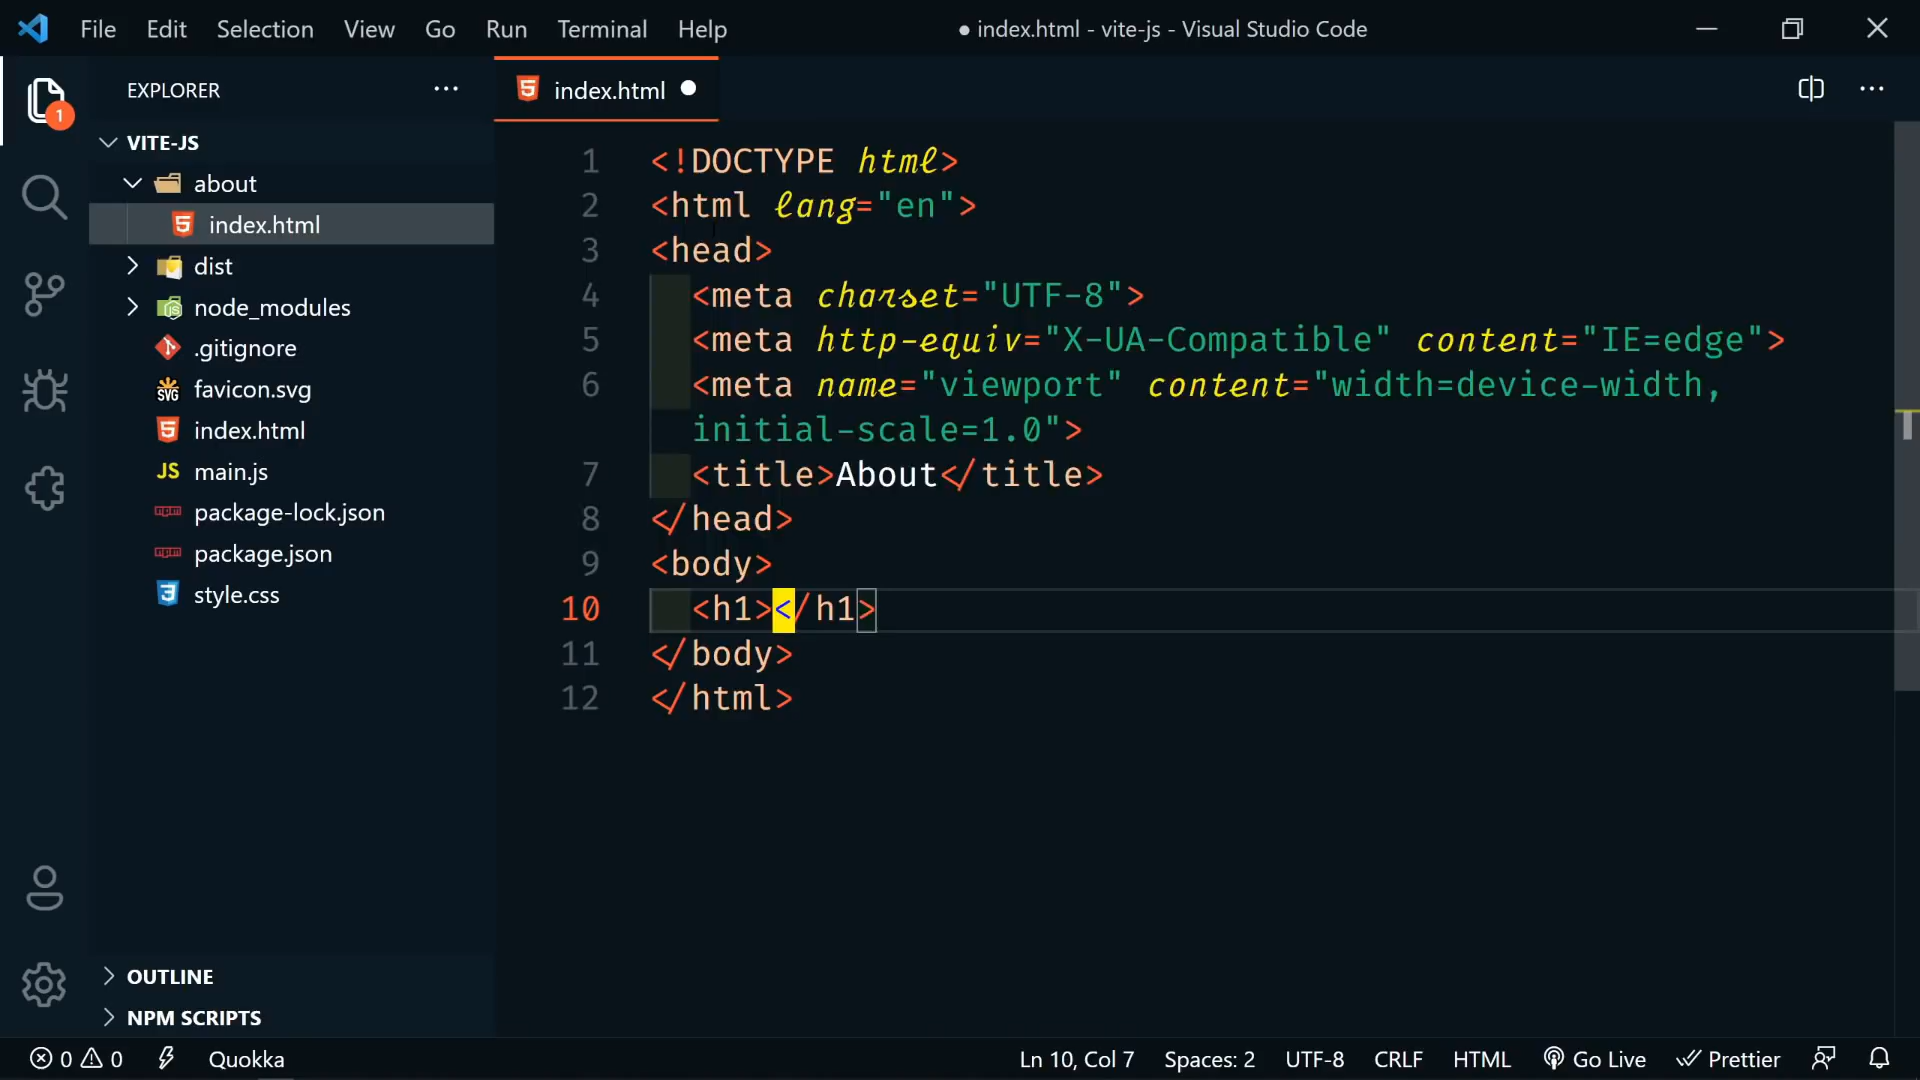 File Edit Selection View Go Run Terminal Help
● index.html - vite-js - Visual Studio Code
1
EXPLORER
VITE-JS
about
index.html
dist
node_modules
.gitignore
favicon.svg
index.html
JS main.js
package-lock.json
package.json
style.css
OUTLINE
NPM SCRIPTS
index.html
1 <!DOCTYPE html>
2 <html lang="en">
3 <head>
4 <meta charset="UTF-8">
5 <meta http-equiv="X-UA-Compatible" content="IE=edge">
6 <meta name="viewport" content="width=device-width,
initial-scale=1.0">
7 <title>About</title>
8 </head>
9 <body>
10 <h1></h1>
11 </body>
12 </html>
0 0 Quokka Ln 10, Col 7 Spaces: 2 UTF-8 CRLF HTML Go Live Prettier